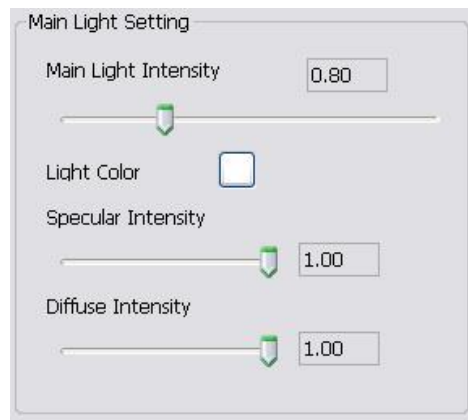 Main Light Setting
Main Light Intensity 0.80
Light Color
Specular Intensity
1.00
Diffuse Intensity
1.00